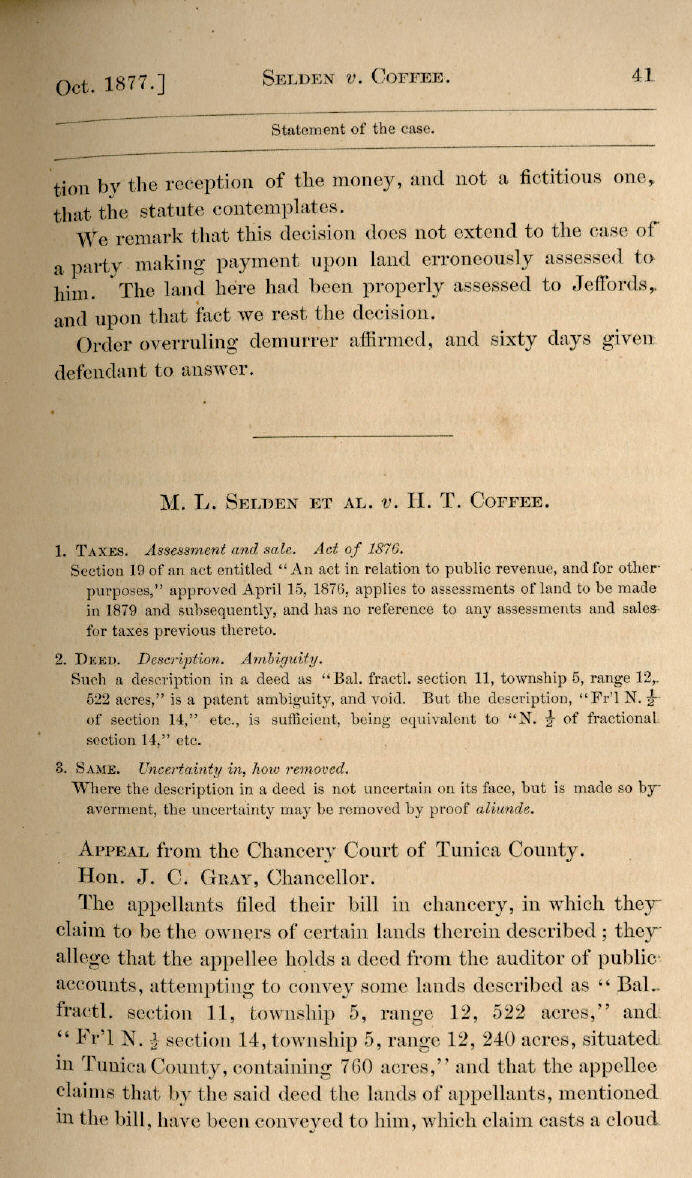 Oct. 1877.] SELDEN v. COFFEE. 41
Statement of the case.
tion by the reception of the money, and not a fictitious one,
that the statute contemplates.
We remark that this decision does not extend to the case of
a party making payment upon land erroneously assessed to
him. The land here had been properly assessed to Jeffords,
and upon that fact we rest the decision.
Order overruling demurrer affirmed, and sixty days given
defendant to answer.
M. L. SELDEN ET AL. v. H. T. COFFEE.
1. TAXES. Assessment and sale. Act of 1876.
Section 19 of an act entitled “An act in relation to public revenue, and for other
purposes,” approved April 15, 1876, applies to assessments of land to be made
in 1879 and subsequently, and has no reference to any assessments and sales
for taxes previous thereto.
2. DEED. Description. Ambiguity.
Such a description in a deed as “Bal. fractl. section 11, township 5, range 12,
522 acres,” is a patent ambiguity, and void. But the description, “Fr’l N. ½
of section 14,” etc., is sufficient, being equivalent to “N. ½ of fractional
section 14,” etc.
3. SAME. Uncertainty in, how removed.
Where the description in a deed is not uncertain on its face, but is made so by
averment, the uncertainty may be removed by proof aliunde.
APPEAL from the Chancery Court of Tunica County.
Hon. J. C. GRAY, Chancellor.
The appellants filed their bill in chancery, in which they
claim to be the owners of certain lands therein described; they
allege that the appellee holds a deed from the auditor of public
accounts, attempting to convey some lands described as “Bal.
fractl. section 11, township 5, range 12, 522 acres,” and
“Fr’l N. ½ section 14, township 5, range 12, 240 acres, situated
in Tunica County, containing 760 acres,” and that the appellee
claims that by the said deed the lands of appellants, mentioned
in the bill, have been conveyed to him, which claim casts a cloud